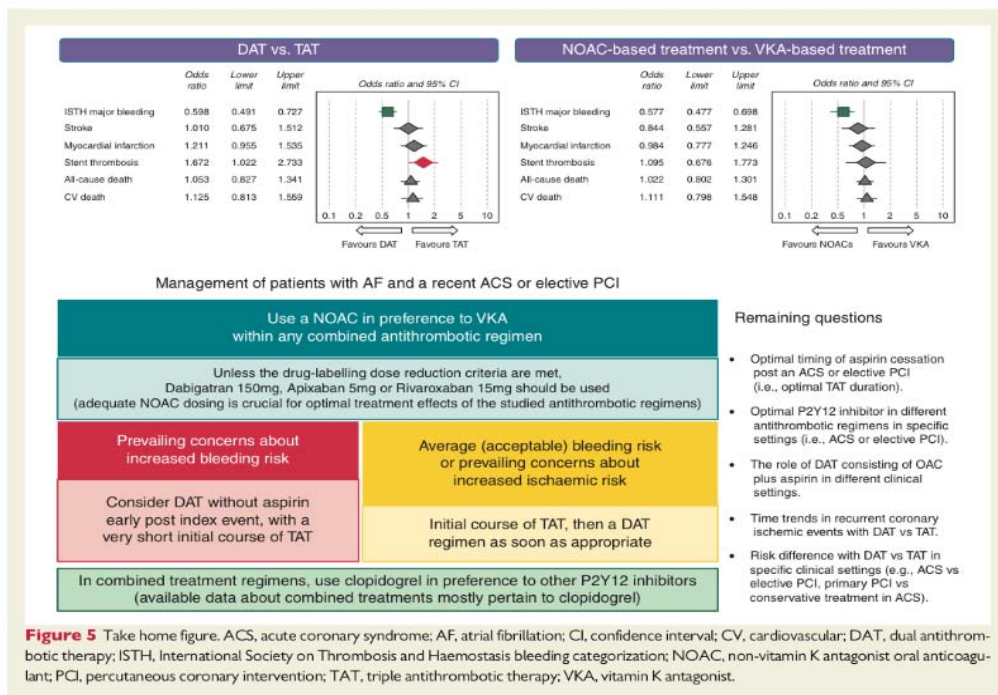 DAT vs. TAT
Odds ratio Lower limit Upper limit Odds ratio and 95% CI
ISTH major bleeding 0.598 0.491 0.727
Stroke 1.010 0.675 1.512
Myocardial infarction 1.211 0.955 1.535
Stent thrombosis 1.672 1.022 2.733
All-cause death 1.053 0.827 1.341
CV death 1.125 0.813 1.559
0.1 0.2 0.5 1 2 5 10
Favours DAT Favours TAT
NOAC-based treatment vs. VKA-based treatment
Odds ratio Lower limit Upper limit Odds ratio and 95% CI
ISTH major bleeding 0.577 0.477 0.698
Stroke 0.844 0.557 1.281
Myocardial infarction 0.984 0.777 1.246
Stent thrombosis 1.095 0.676 1.773
All-cause death 1.022 0.802 1.301
CV death 1.111 0.798 1.548
0.1 0.2 0.5 1 2 5 10
Favours NOACs Favours VKA
Management of patients with AF and a recent ACS or elective PCI
Use a NOAC in preference to VKA
within any combined antithrombotic regimen
Unless the drug-labelling dose reduction criteria are met,
Dabigatran 150mg, Apixaban 5mg or Rivaroxaban 15mg should be used
(adequate NOAC dosing is crucial for optimal treatment effects of the studied antithrombotic regimens)
Prevailing concerns about
increased bleeding risk
Consider DAT without aspirin
early post index event, with a
very short initial course of TAT
Average (acceptable) bleeding risk
or prevailing concerns about
increased ischaemic risk
Initial course of TAT, then a DAT
regimen as soon as appropriate
In combined treatment regimens, use clopidogrel in preference to other P2Y12 inhibitors
(available data about combined treatments mostly pertain to clopidogrel)
Remaining questions
• Optimal timing of aspirin cessation
post an ACS or elective PCI
(i.e., optimal TAT duration).
• Optimal P2Y12 inhibitor in different
antithrombotic regimens in specific
settings (i.e., ACS or elective PCI).
• The role of DAT consisting of OAC
plus aspirin in different clinical
settings.
• Time trends in recurrent coronary
ischemic events with DAT vs TAT.
• Risk difference with DAT vs TAT in
specific clinical settings (e.g., ACS vs
elective PCI, primary PCI vs
conservative treatment in ACS).
Figure 5 Take home figure. ACS, acute coronary syndrome; AF, atrial fibrillation; CI, confidence interval; CV, cardiovascular; DAT, dual antithrom-
botic therapy; ISTH, International Society on Thrombosis and Haemostasis bleeding categorization; NOAC, non-vitamin K antagonist oral anticoagu-
lant; PCI, percutaneous coronary intervention; TAT, triple antithrombotic therapy; VKA, vitamin K antagonist.